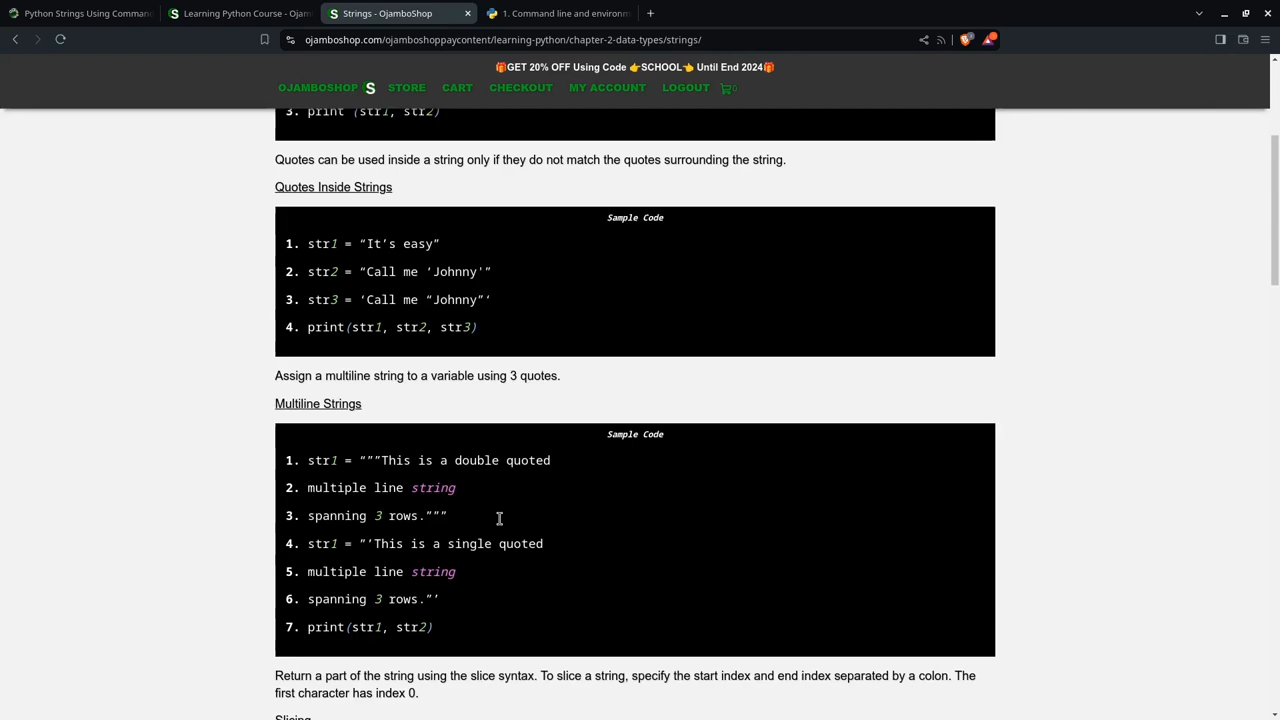 Python Strings Using Comman
Learning Python Course - Ojam
Strings - OjamboShop
1. Command line and environm
ojamboshop.com/ojamboshoppaycontent/learning-python/chapter-2-data-types/strings/
🎁GET 20% OFF Using Code 👉SCHOOL👈 Until End 2024🎁
OJAMBOSHOP S STORE CART CHECKOUT MY ACCOUNT LOGOUT 0
3. print (str1, str2)
Quotes can be used inside a string only if they do not match the quotes surrounding the string.
Quotes Inside Strings
Sample Code
1. str1 = “It’s easy”
2. str2 = “Call me ‘Johnny'”
3. str3 = ‘Call me “Johnny”‘
4. print(str1, str2, str3)
Assign a multiline string to a variable using 3 quotes.
Multiline Strings
Sample Code
1. str1 = “””This is a double quoted
2. multiple line string
3. spanning 3 rows.”””
4. str1 = ”’This is a single quoted
5. multiple line string
6. spanning 3 rows.”’
7. print(str1, str2)
Return a part of the string using the slice syntax. To slice a string, specify the start index and end index separated by a colon. The
first character has index 0.
Slicing